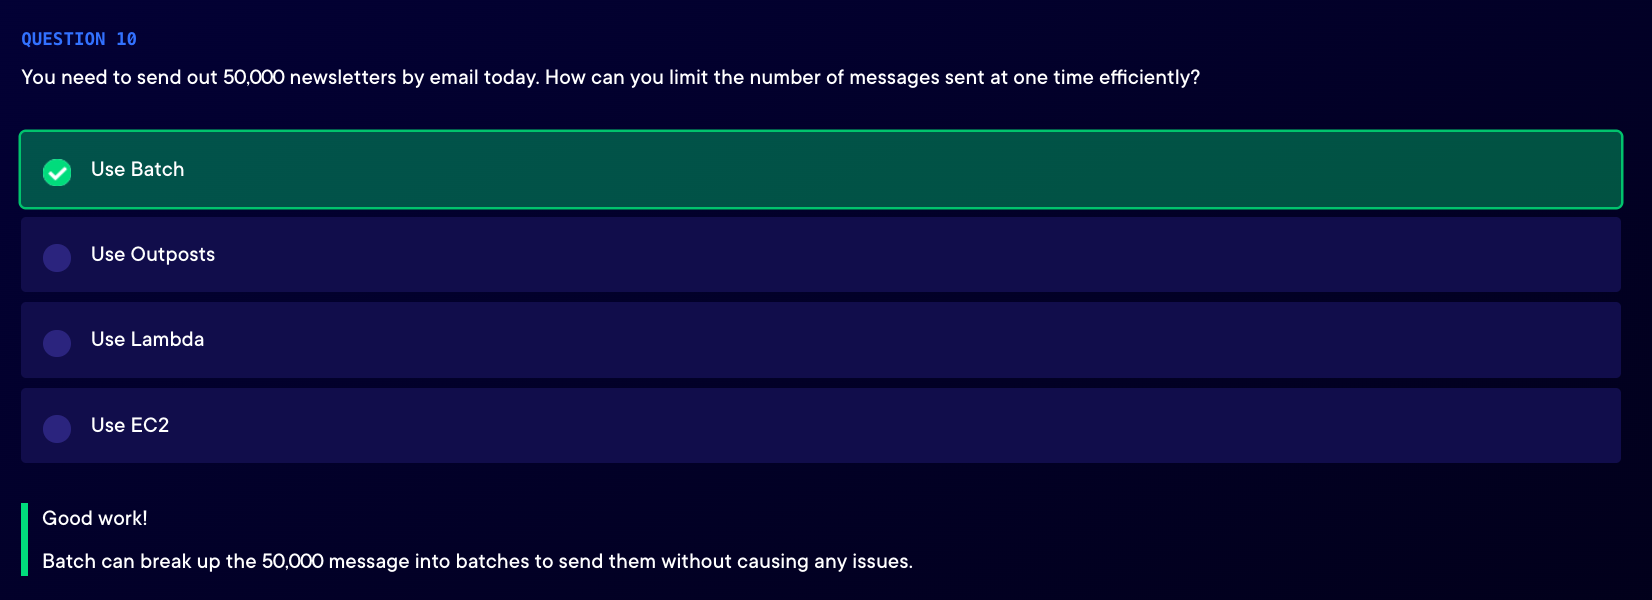 QUESTION 10
You need to send out 50,000 newsletters by email today. How can you limit the number of messages sent at one time efficiently?
Use Batch
Use Outposts
Use Lambda
Use EC2
Good work!
Batch can break up the 50,000 message into batches to send them without causing any issues.